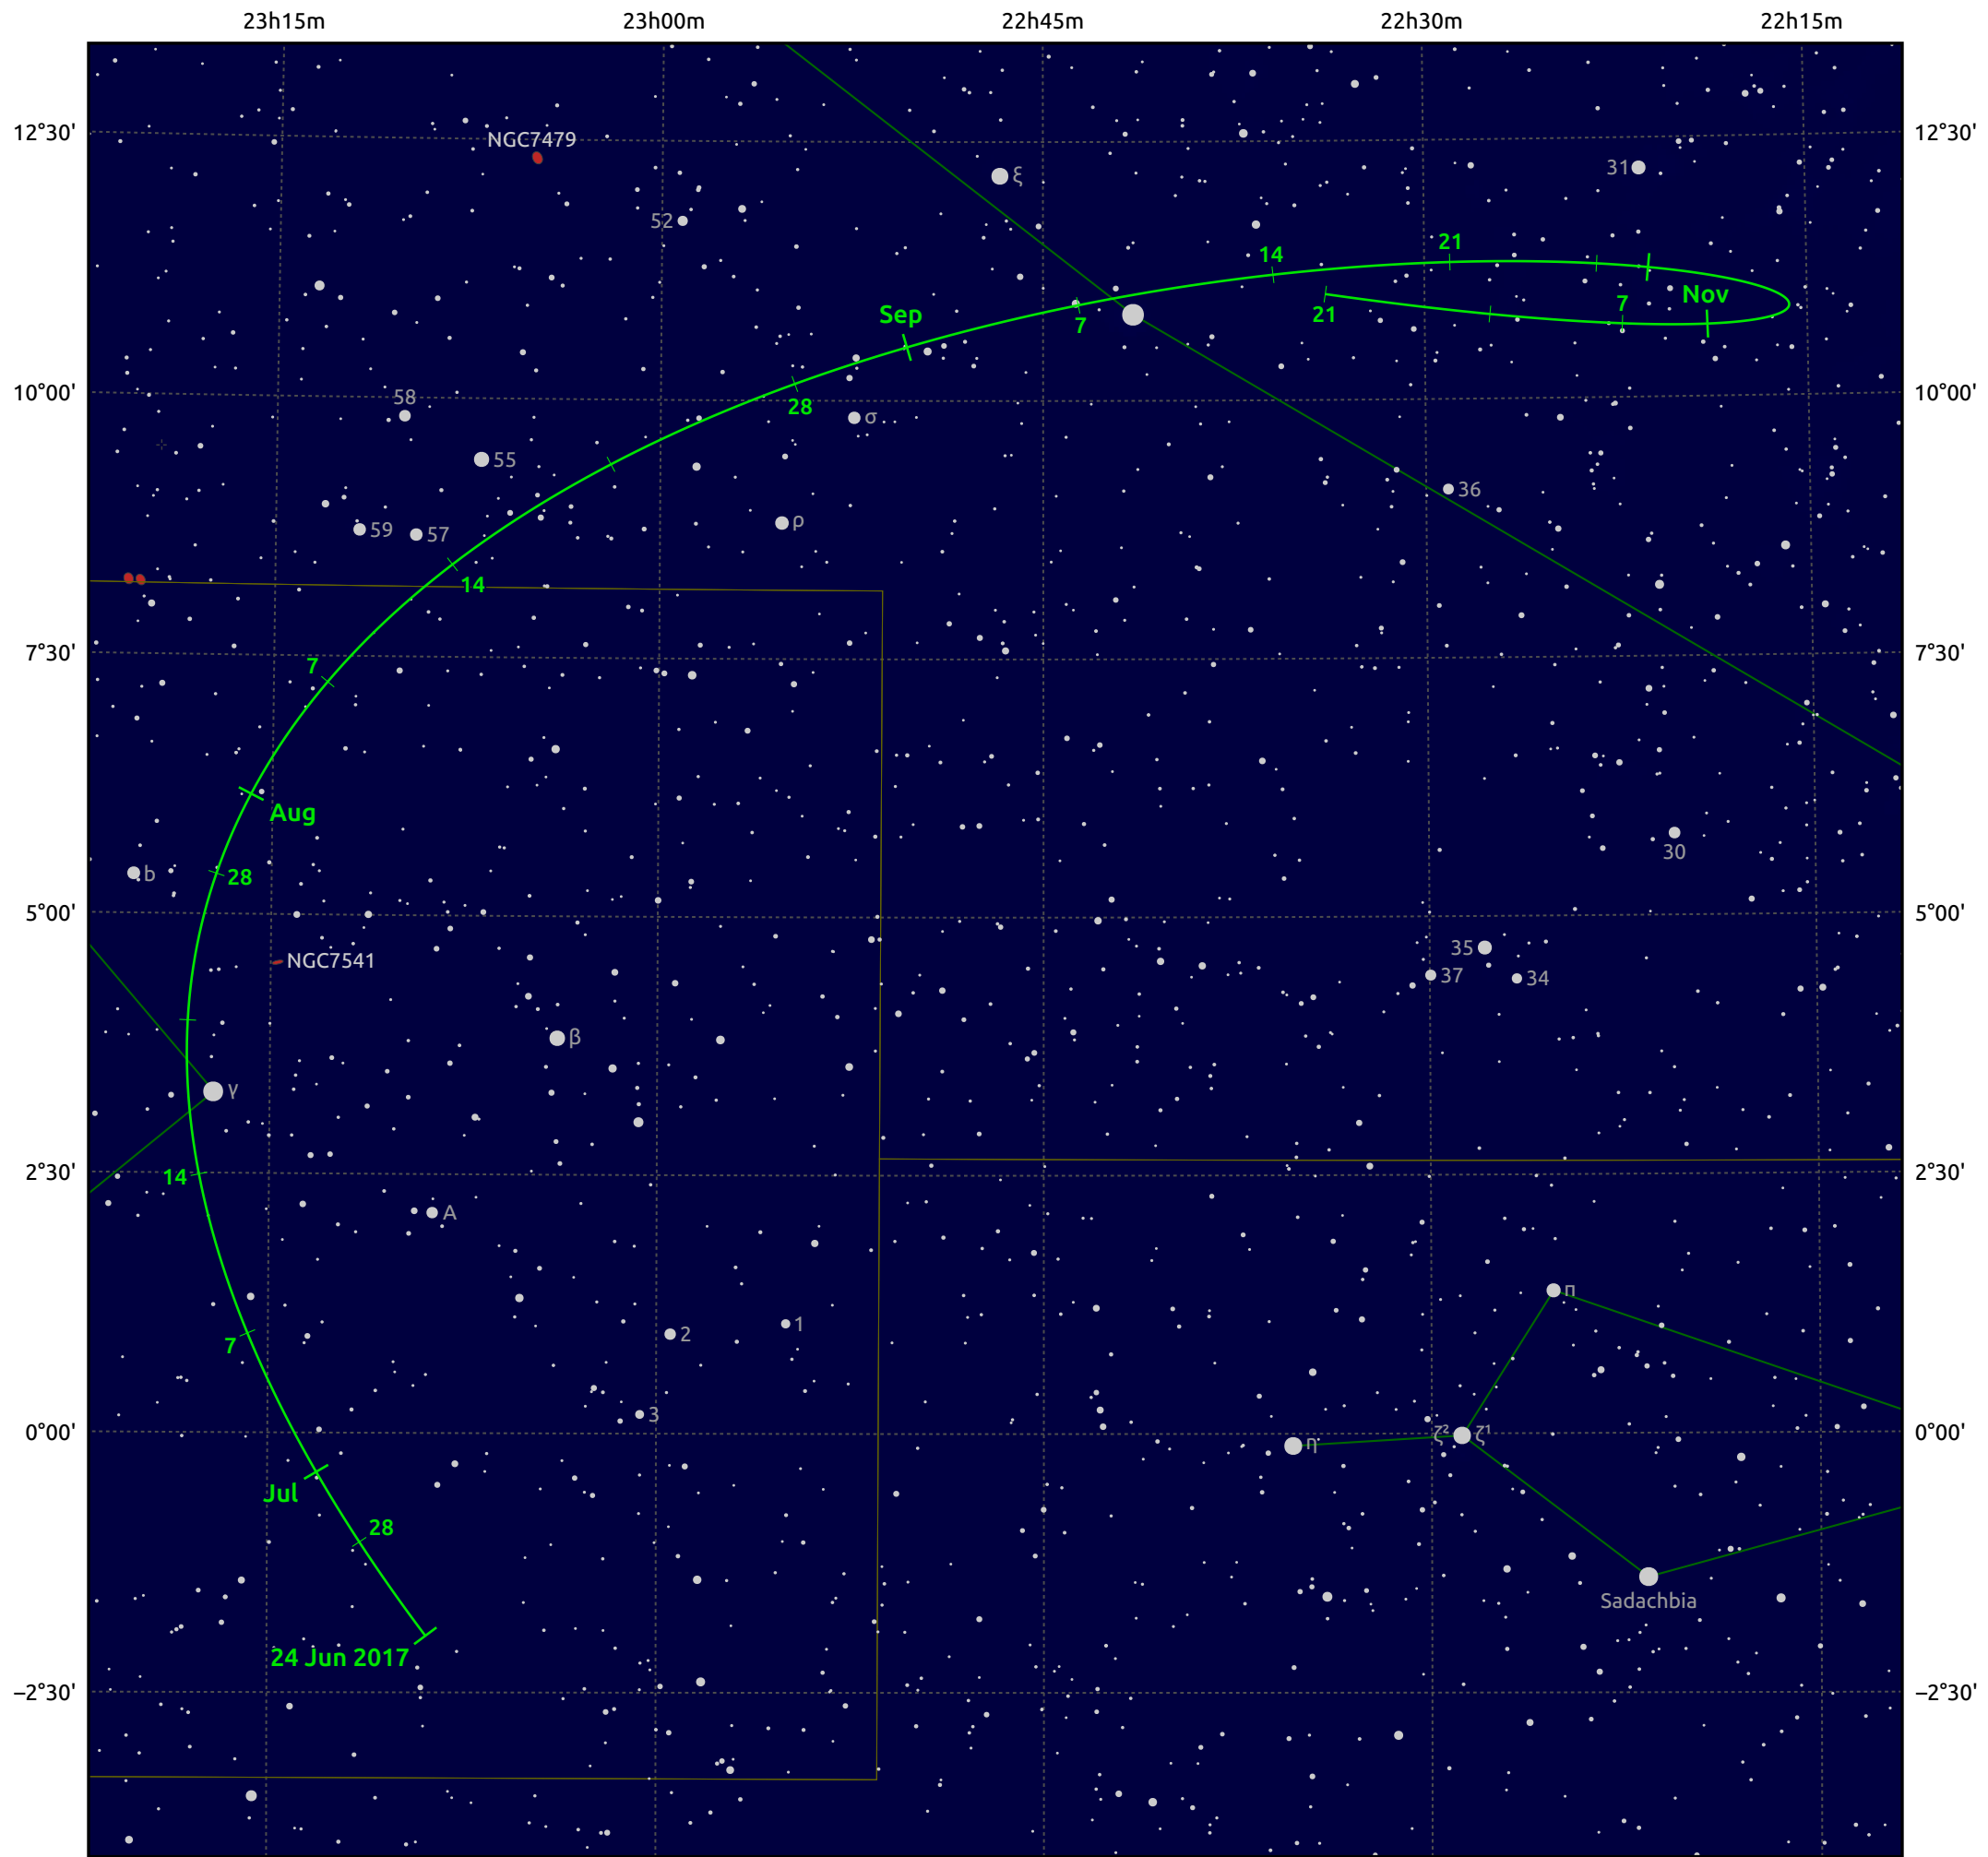 23h15m 23h00m 22h45m 22h30m 22h15m
12°30' 12°30'
NGC7479
31
ξ
52
14 21
Nov
7
Sep 21
7
10°00' 10°00'
58
28
σ
55
36
ρ
59 57
14
7°30' 7°30'
7
Aug
30
b 28
5°00' 5°00'
35
NGC7541
37 34
β
γ
14 2°30' 2°30'
A
π
1
2
7
3
0°00' 0°00'
ζ² ζ¹
η
Jul
28
Sadachbia
24 Jun 2017
−2°30' −2°30'